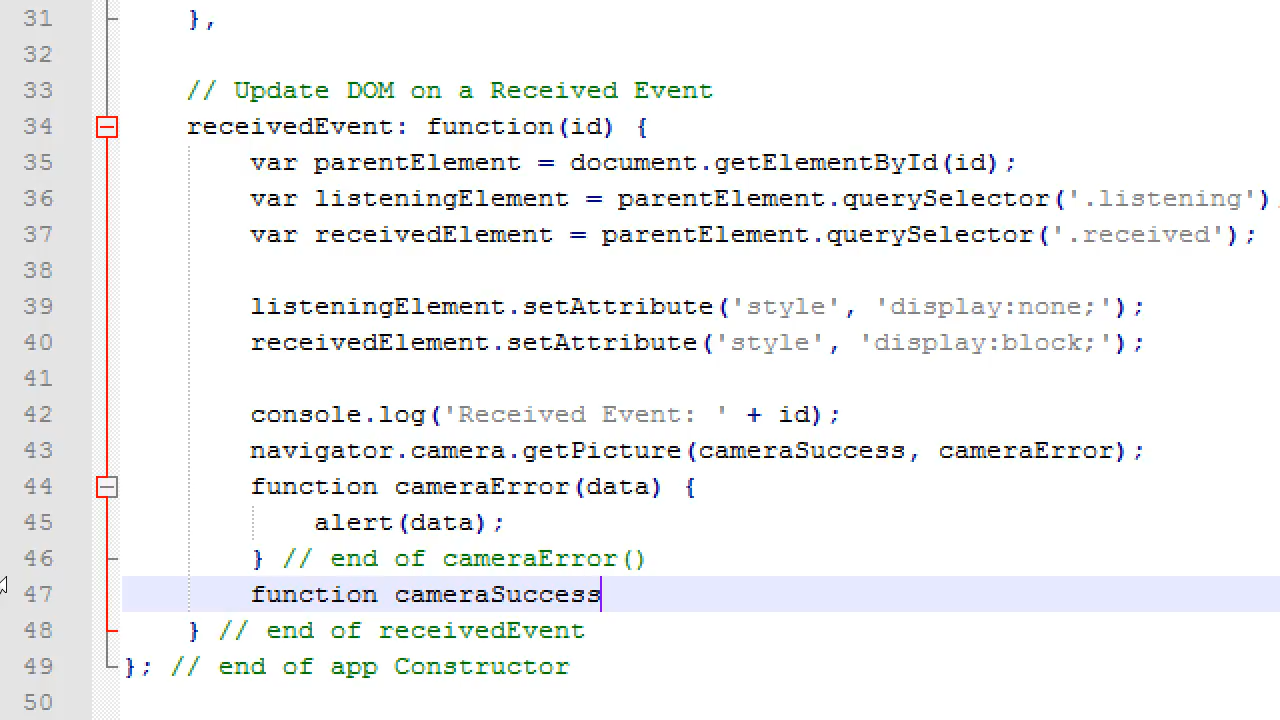 31 },
32
33 // Update DOM on a Received Event
34 receivedEvent: function(id) {
35 var parentElement = document.getElementById(id);
36 var listeningElement = parentElement.querySelector('.listening')
37 var receivedElement = parentElement.querySelector('.received');
38
39 listeningElement.setAttribute('style', 'display:none;');
40 receivedElement.setAttribute('style', 'display:block;');
41
42 console.log('Received Event: ' + id);
43 navigator.camera.getPicture(cameraSuccess, cameraError);
44 function cameraError(data) {
45 alert(data);
46 } // end of cameraError()
47 function cameraSuccess
48 } // end of receivedEvent
49 }; // end of app Constructor
50